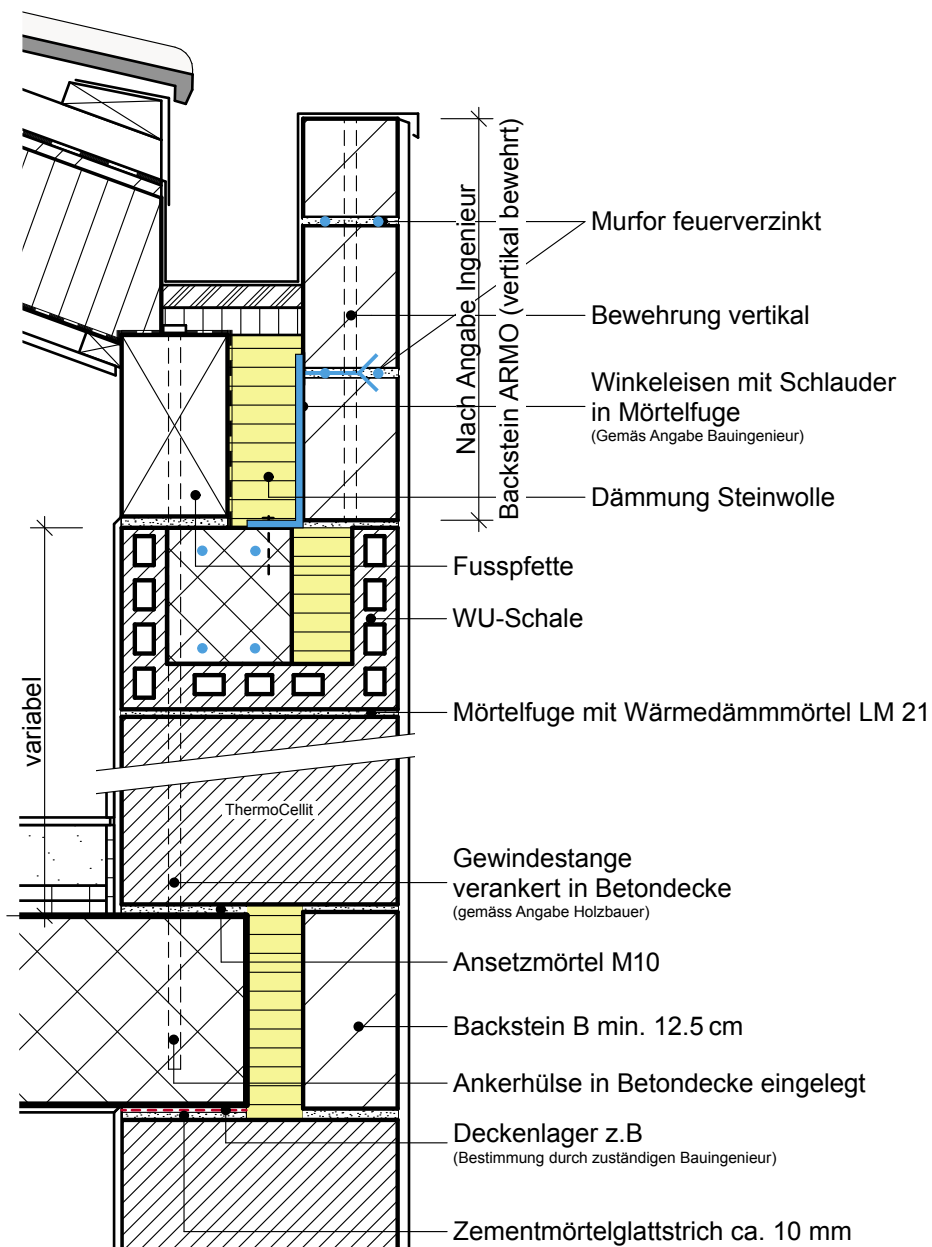 Nach Angabe Ingenieur
Backstein ARMO (vertikal bewehrt)
Murfor feuerverzinkt
Bewehrung vertikal
Winkeleisen mit Schlauder
in Mörtelfuge
(Gemäs Angabe Bauingenieur)
Dämmung Steinwolle
Fusspfette
WU-Schale
variabel
Mörtelfuge mit Wärmedämmmörtel LM 21
ThermoCellit
Gewindestange
verankert in Betondecke
(gemäss Angabe Holzbauer)
Ansetzmörtel M10
Backstein B min. 12.5 cm
Ankerhülse in Betondecke eingelegt
Deckenlager z.B
(Bestimmung durch zuständigen Bauingenieur)
Zementmörtelglattstrich ca. 10 mm